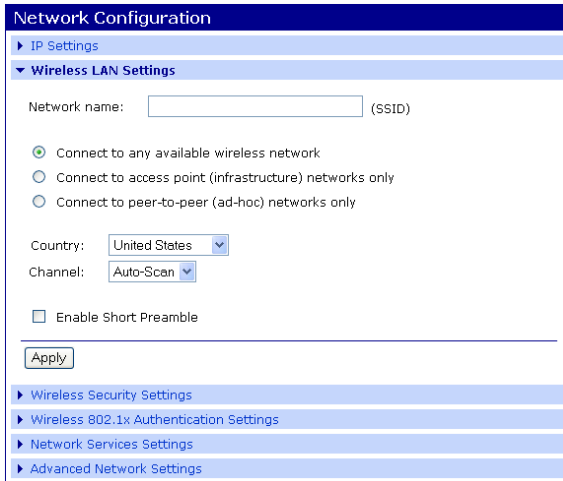 Network Configuration
IP Settings
Wireless LAN Settings
Network name: (SSID)
Connect to any available wireless network
Connect to access point (infrastructure) networks only
Connect to peer-to-peer (ad-hoc) networks only
Country: United States
Channel: Auto-Scan
Enable Short Preamble
Apply
Wireless Security Settings
Wireless 802.1x Authentication Settings
Network Services Settings
Advanced Network Settings